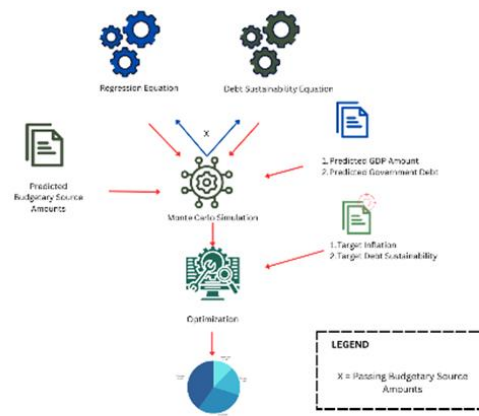 Regression Equation
Debt Sustainability Equation
X
Predicted
Budgetary Source
Amounts
1. Predicted GDP Amount
2. Predicted Government Debt
Monte Carlo Simulation
1. Target Inflation
2. Target Debt Sustainability
Optimization
LEGEND
X = Passing Budgetary Source
Amounts